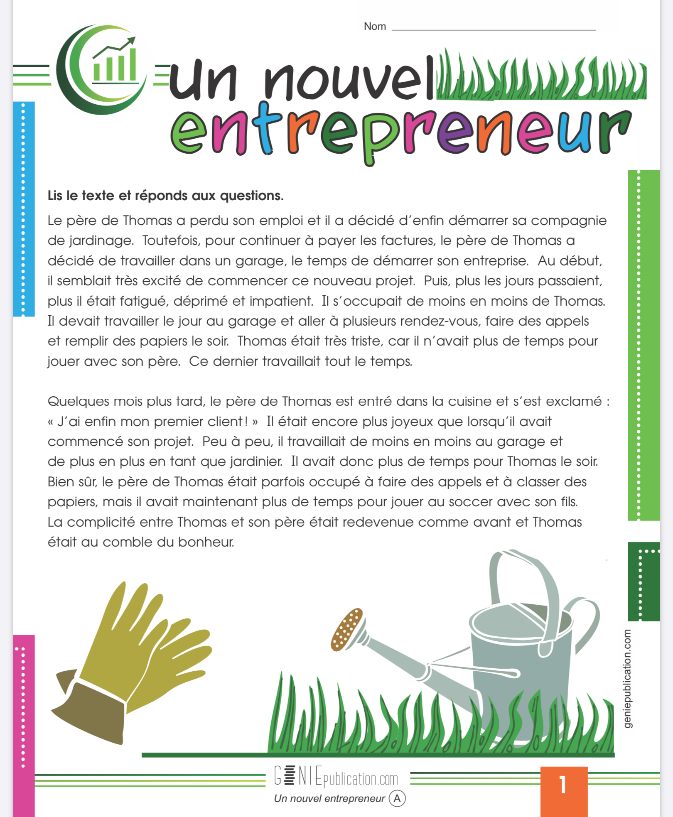 Nom
un nouvel
entrepreneur
Lis le texte et réponds aux questions.
Le père de Thomas a perdu son emploi et il a décidé d’enfin démarrer sa compagnie
de jardinage. Toutefois, pour continuer à payer les factures, le père de Thomas a
décidé de travailler dans un garage, le temps de démarrer son entreprise. Au début,
il semblait très excité de commencer ce nouveau projet. Puis, plus les jours passaient,
plus il était fatigué, déprimé et impatient. Il s’occupait de moins en moins de Thomas.
Il devait travailler le jour au garage et aller à plusieurs rendez-vous, faire des appels
et remplir des papiers le soir. Thomas était très triste, car il n’avait plus de temps pour
jouer avec son père. Ce dernier travaillait tout le temps.
Quelques mois plus tard, le père de Thomas est entré dans la cuisine et s’est exclamé :
« J’ai enfin mon premier client ! » Il était encore plus joyeux que lorsqu’il avait
commencé son projet. Peu à peu, il travaillait de moins en moins au garage et
de plus en plus en tant que jardinier. Il avait donc plus de temps pour Thomas le soir.
Bien sûr, le père de Thomas était parfois occupé à faire des appels et à classer des
papiers, mais il avait maintenant plus de temps pour jouer au soccer avec son fils.
La complicité entre Thomas et son père était redevenue comme avant et Thomas
était au comble du bonheur.
geniepublication.com
GÉNIEpublication.com
Un nouvel entrepreneur A
1